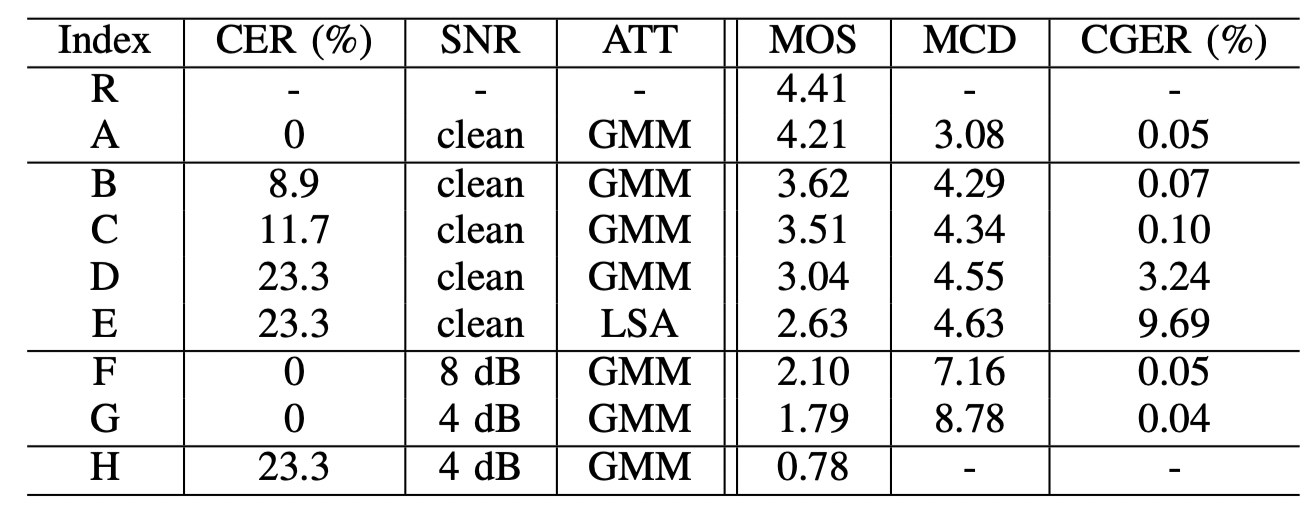 Index CER (%) SNR ATT MOS MCD CGER (%)
R - - - 4.41 - -
A 0 clean GMM 4.21 3.08 0.05
B 8.9 clean GMM 3.62 4.29 0.07
C 11.7 clean GMM 3.51 4.34 0.10
D 23.3 clean GMM 3.04 4.55 3.24
E 23.3 clean LSA 2.63 4.63 9.69
F 0 8 dB GMM 2.10 7.16 0.05
G 0 4 dB GMM 1.79 8.78 0.04
H 23.3 4 dB GMM 0.78 - -